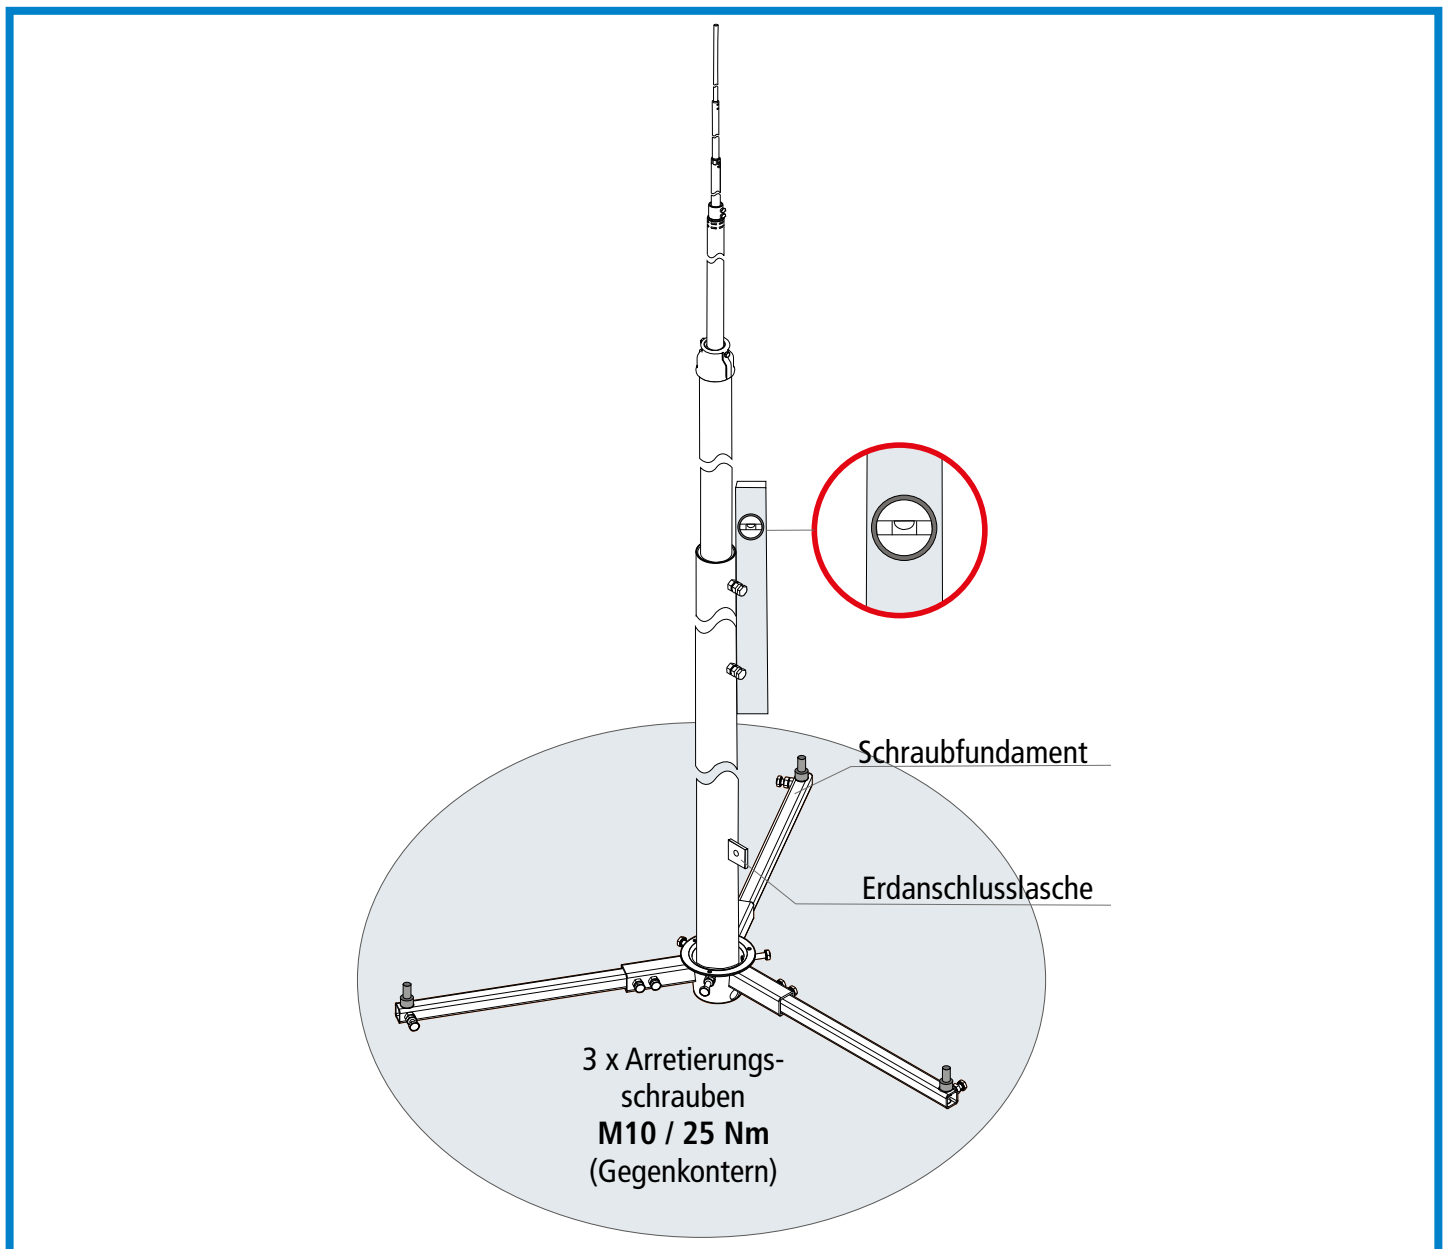 Schraubfundament
Erdanschlusslasche
3 x Arretierungs-
schrauben
M10 / 25 Nm
(Gegenkontern)